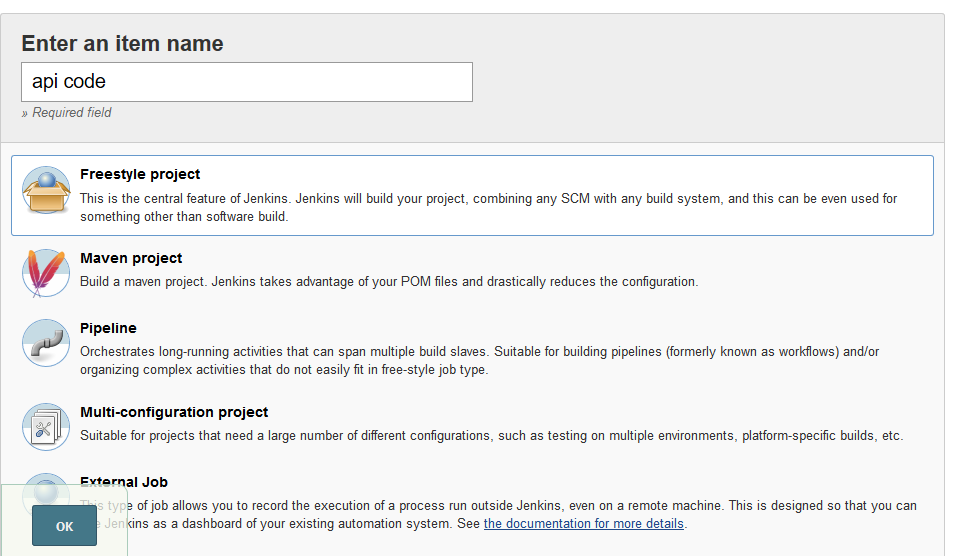 Enter an item name
api code
» Required field
Freestyle project
This is the central feature of Jenkins. Jenkins will build your project, combining any SCM with any build system, and this can be even used for
something other than software build.
Maven project
Build a maven project. Jenkins takes advantage of your POM files and drastically reduces the configuration.
Pipeline
Orchestrates long-running activities that can span multiple build slaves. Suitable for building pipelines (formerly known as workflows) and/or
organizing complex activities that do not easily fit in free-style job type.
Multi-configuration project
Suitable for projects that need a large number of different configurations, such as testing on multiple environments, platform-specific builds, etc.
External Job
This type of job allows you to record the execution of a process run outside Jenkins, even on a remote machine. This is designed so that you can
Jenkins as a dashboard of your existing automation system. See the documentation for more details.
OK